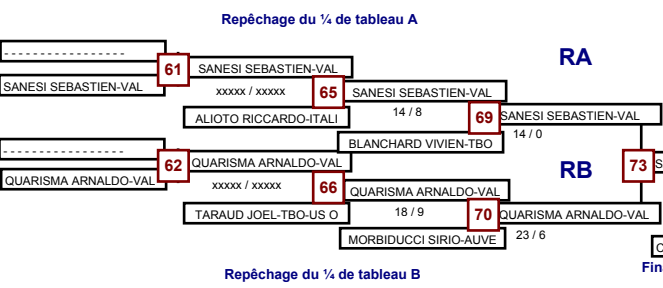 Repêchage du ¼ de tableau A
- - - - - - - - - - - - - - - -
61
SANESI SEBASTIEN-VAL
RA
SANESI SEBASTIEN-VAL
xxxxx / xxxxx
65
SANESI SEBASTIEN-VAL
ALIOTO RICCARDO-ITALI
14 / 8
69
SANESI SEBASTIEN-VAL
BLANCHARD VIVIEN-TBO
14 / 0
- - - - - - - - - - - - - - - -
62
QUARISMA ARNALDO-VAL
RB
73
S
QUARISMA ARNALDO-VAL
xxxxx / xxxxx
66
QUARISMA ARNALDO-VAL
TARAUD JOEL-TBO-US O
18 / 9
70
QUARISMA ARNALDO-VAL
MORBIDUCCI SIRIO-AUVE
23 / 6
Repêchage du ¼ de tableau B